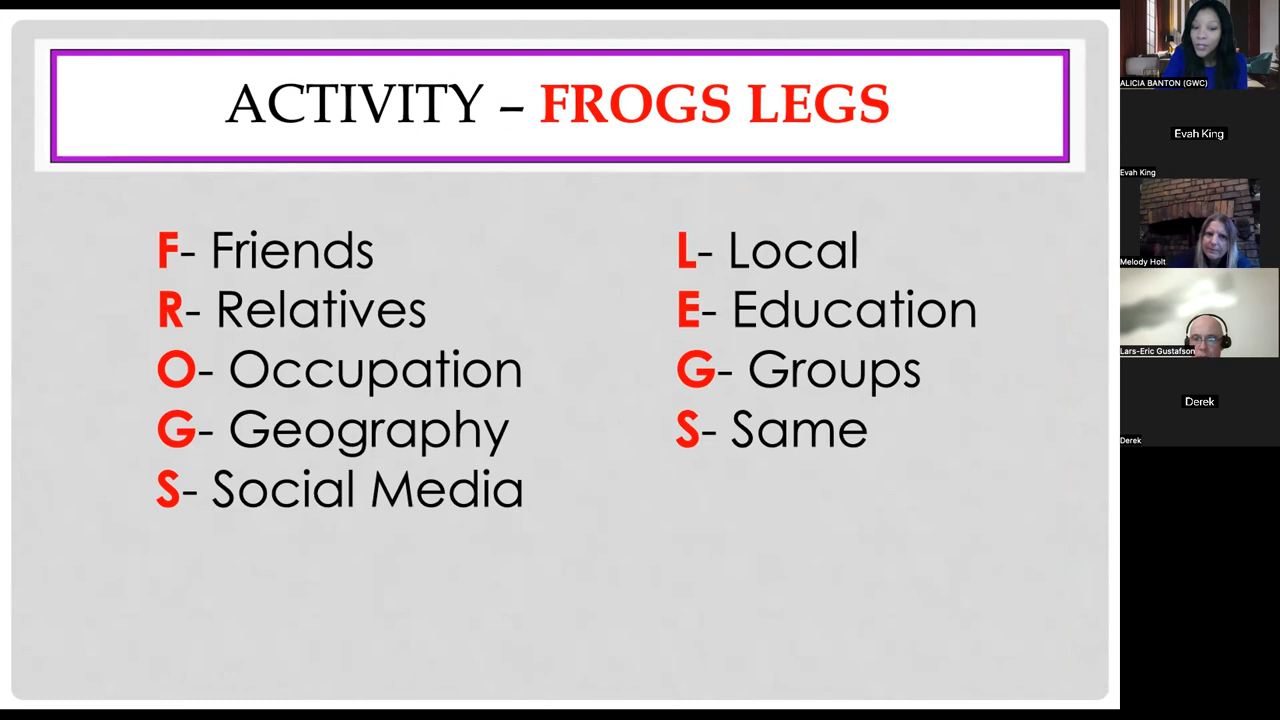 ACTIVITY – FROGS LEGS
F- Friends
R- Relatives
O- Occupation
G- Geography
S- Social Media
L- Local
E- Education
G- Groups
S- Same
ALICIA BANTON (GWC)
Evah King
Evah King
Melody Holt
Lars-Eric Gustafson
Derek
Derek